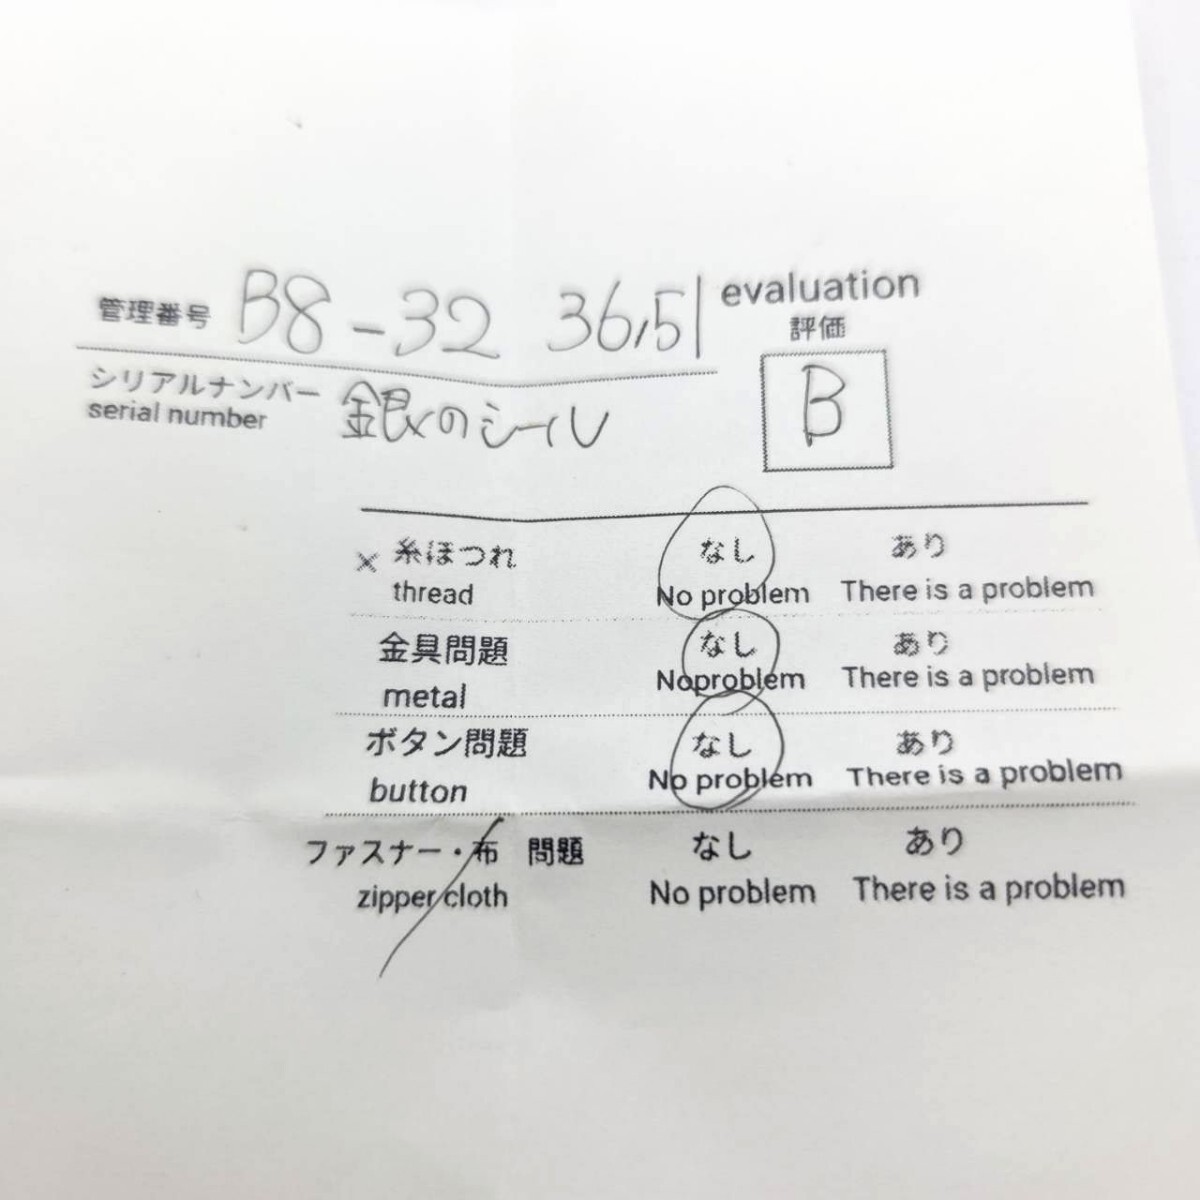 管理番号 B8-32 36,51 evaluation
評価
シリアルナンバー 銀のシール B
serial number
× 糸ほつれ なし あり
thread No problem There is a problem
金具問題 なし あり
metal Noproblem There is a problem
ボタン問題 なし あり
button No problem There is a problem
ファスナー・布 問題 なし あり
zipper/cloth No problem There is a problem